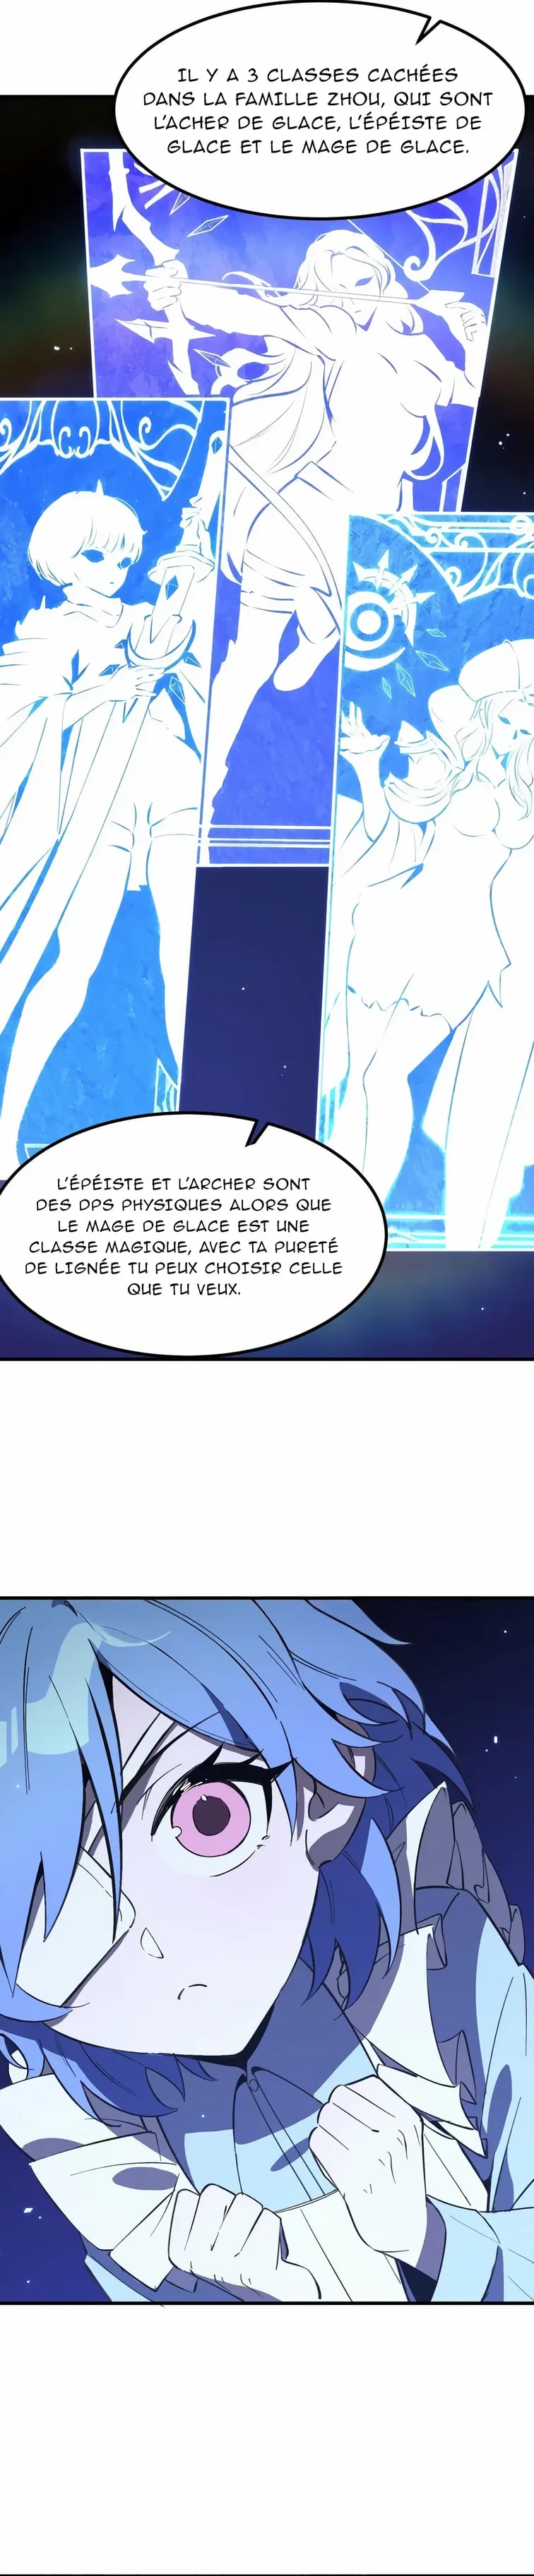 IL Y A 3 CLASSES CACHÉES
DANS LA FAMILLE ZHOU, QUI SONT
L'ACHER DE GLACE, L'ÉPÉISTE DE
GLACE ET LE MAGE DE GLACE.
L'ÉPÉISTE ET L'ARCHER SONT
DES DPS PHYSIQUES ALORS QUE
LE MAGE DE GLACE EST UNE
CLASSE MAGIQUE, AVEC TA PURETÉ
DE LIGNÉE TU PEUX CHOISIR CELLE
QUE TU VEUX.